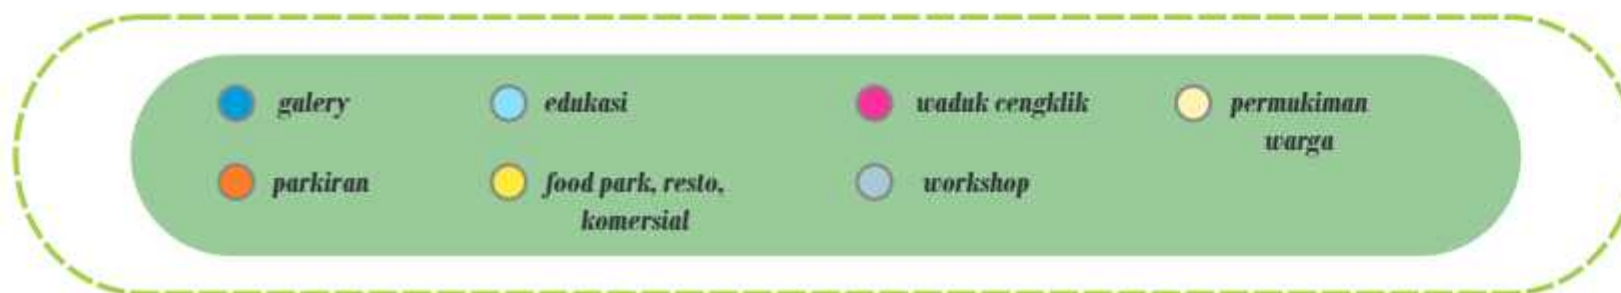 galery
edukasi
waduk cengklik
permukiman
warga
parkiran
food park, resto,
komersial
workshop